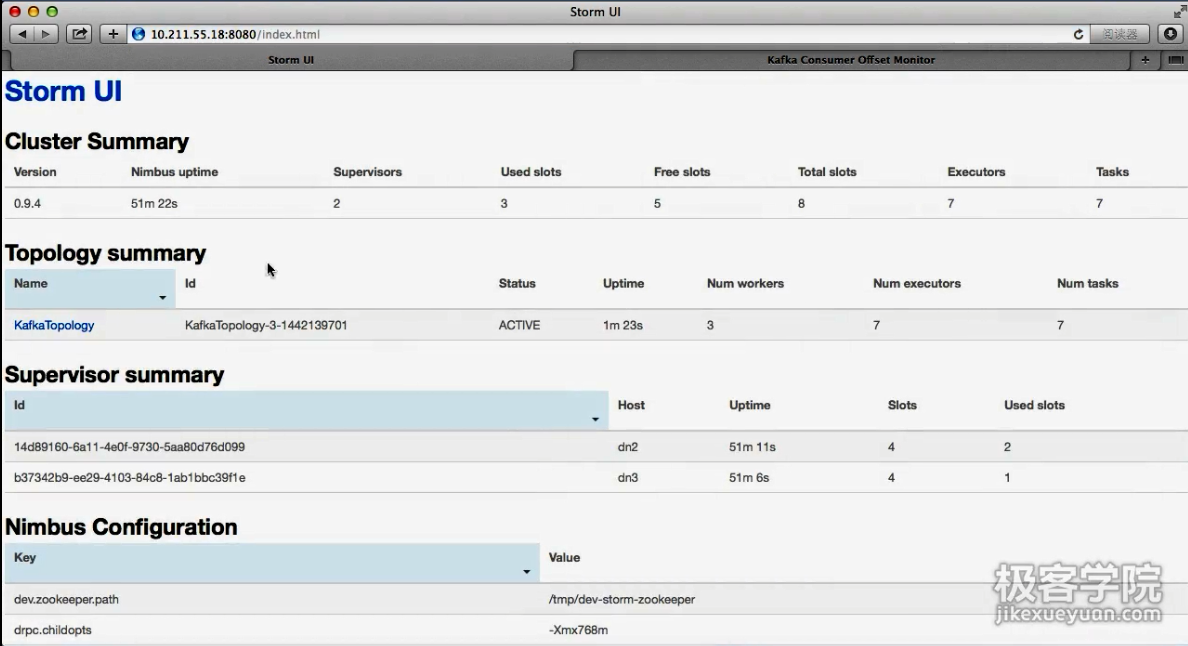 Storm UI
10.211.55.18:8080/index.html 阅读器
Storm UI Kafka Consumer Offset Monitor
Storm UI
Cluster Summary
Version Nimbus uptime Supervisors Used slots Free slots Total slots Executors Tasks
0.9.4 51m 22s 2 3 5 8 7 7
Topology summary
Name Id Status Uptime Num workers Num executors Num tasks
KafkaTopology KafkaTopology-3-1442139701 ACTIVE 1m 23s 3 7 7
Supervisor summary
Id Host Uptime Slots Used slots
14d89160-6a11-4e0f-9730-5aa80d76d099 dn2 51m 11s 4 2
b37342b9-ee29-4103-84c8-1ab1bbc39f1e dn3 51m 6s 4 1
Nimbus Configuration
Key Value
dev.zookeeper.path /tmp/dev-storm-zookeeper
drpc.childopts -Xmx768m
极客学院
jikexueyuan.com